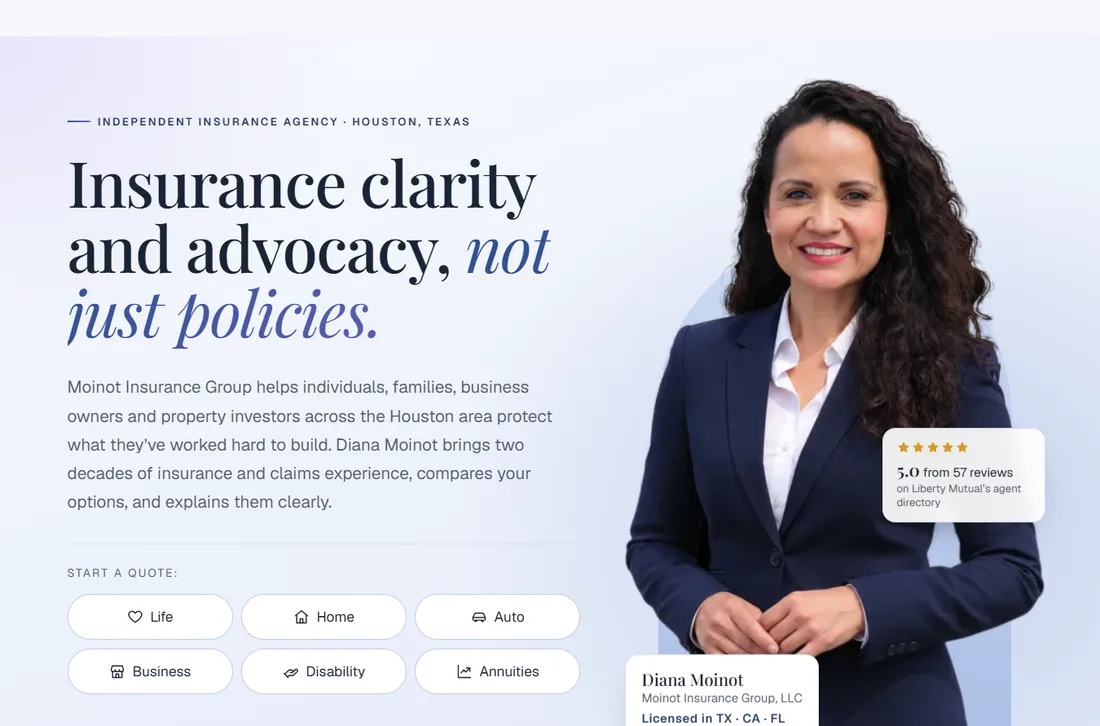 INDEPENDENT INSURANCE AGENCY · HOUSTON, TEXAS
Insurance clarity
and advocacy, not
just policies.
Moinot Insurance Group helps individuals, families, business
owners and property investors across the Houston area protect
what they’ve worked hard to build. Diana Moinot brings two
decades of insurance and claims experience, compares your
options, and explains them clearly.
START A QUOTE:
Life
Home
Auto
Business
Disability
Annuities
5.0 from 57 reviews
on Liberty Mutual’s agent
directory
Diana Moinot
Moinot Insurance Group, LLC
Licensed in TX · CA · FL